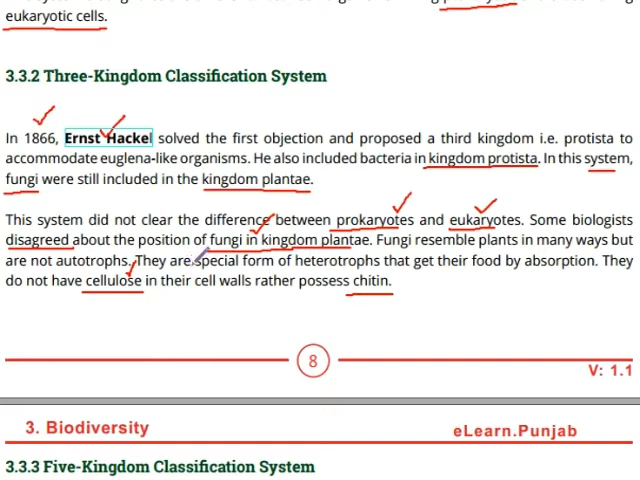 eukaryotic cells.
3.3.2 Three-Kingdom Classification System
In 1866, Ernst Hackel solved the first objection and proposed a third kingdom i.e. protista to
accommodate euglena-like organisms. He also included bacteria in kingdom protista. In this system,
fungi were still included in the kingdom plantae.
This system did not clear the difference between prokaryotes and eukaryotes. Some biologists
disagreed about the position of fungi in kingdom plantae. Fungi resemble plants in many ways but
are not autotrophs. They are special form of heterotrophs that get their food by absorption. They
do not have cellulose in their cell walls rather possess chitin.
8
V: 1.1
3. Biodiversity
eLearn.Punjab
3.3.3 Five-Kingdom Classification System